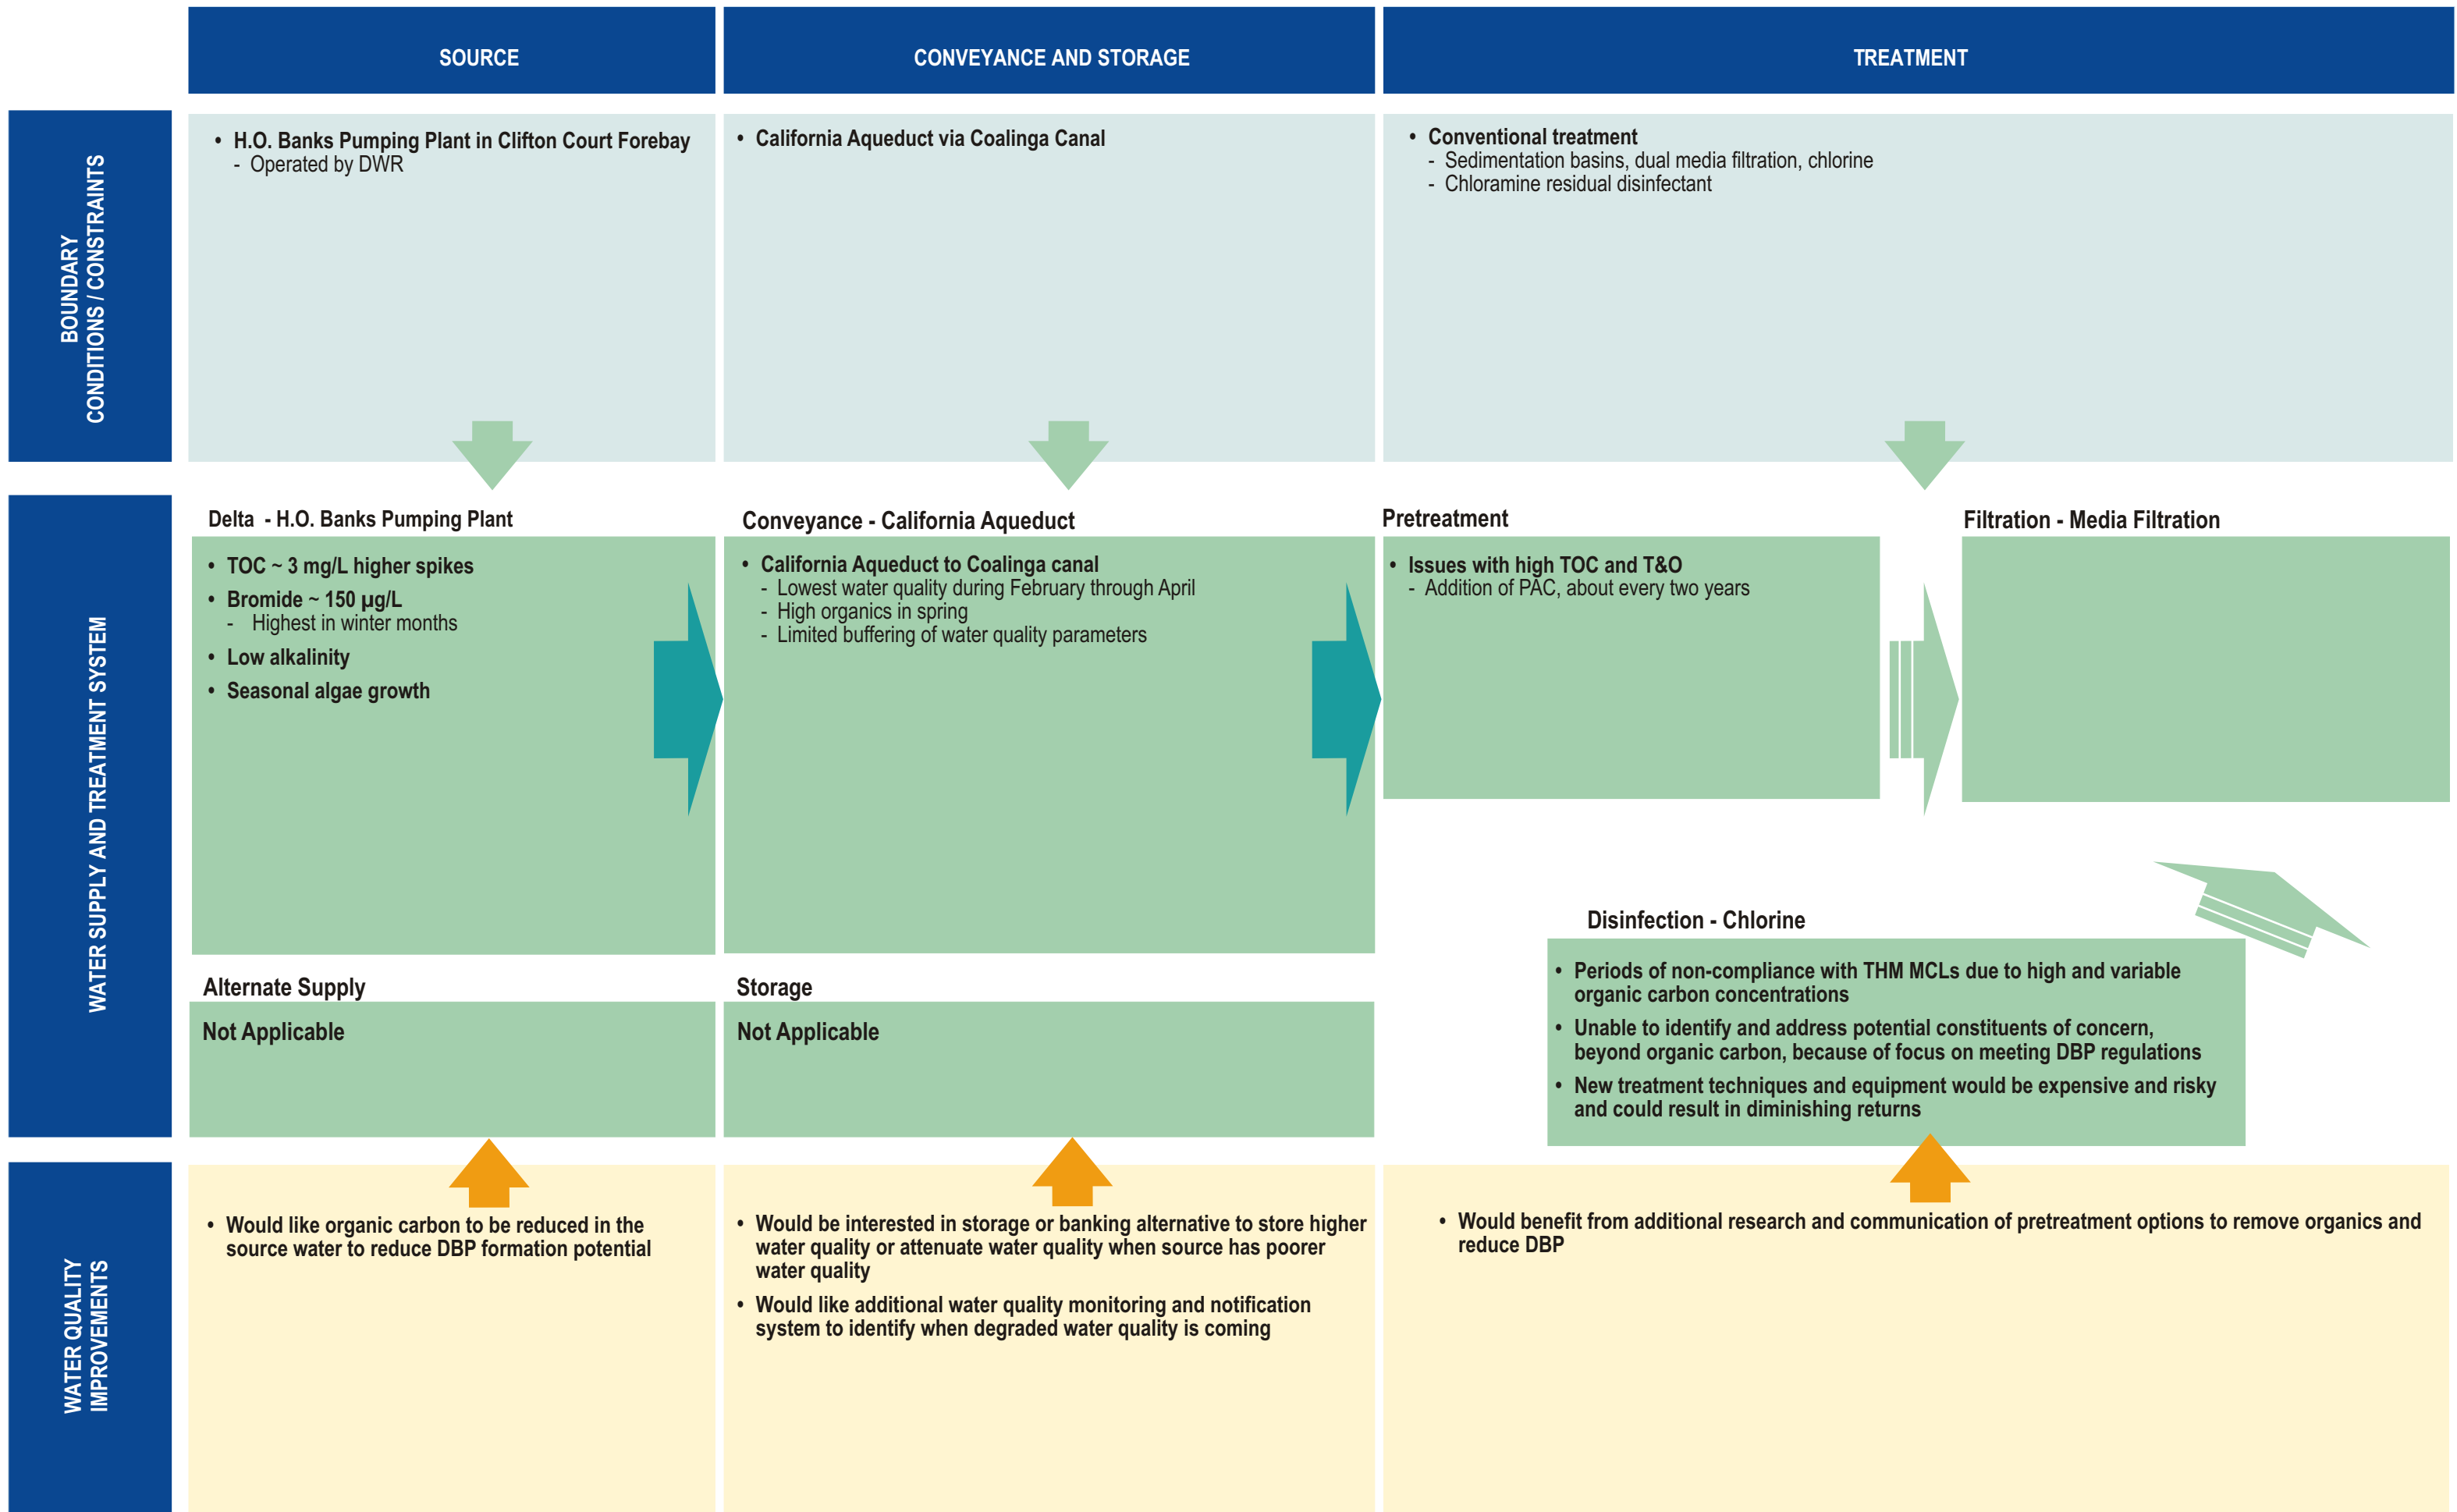 SOURCE
CONVEYANCE AND STORAGE
TREATMENT
BOUNDARY
CONDITIONS / CONSTRAINTS
• H.O. Banks Pumping Plant in Clifton Court Forebay
- Operated by DWR
• California Aqueduct via Coalinga Canal
• Conventional treatment
- Sedimentation basins, dual media filtration, chlorine
- Chloramine residual disinfectant
WATER SUPPLY AND TREATMENT SYSTEM
Delta - H.O. Banks Pumping Plant
• TOC ~ 3 mg/L higher spikes
• Bromide ~ 150 µg/L
- Highest in winter months
• Low alkalinity
• Seasonal algae growth
Conveyance - California Aqueduct
• California Aqueduct to Coalinga canal
- Lowest water quality during February through April
- High organics in spring
- Limited buffering of water quality parameters
Pretreatment
• Issues with high TOC and T&O
- Addition of PAC, about every two years
Filtration - Media Filtration
Disinfection - Chlorine
• Periods of non-compliance with THM MCLs due to high and variable
organic carbon concentrations
• Unable to identify and address potential constituents of concern,
beyond organic carbon, because of focus on meeting DBP regulations
• New treatment techniques and equipment would be expensive and risky
and could result in diminishing returns
Alternate Supply
Not Applicable
Storage
Not Applicable
WATER QUALITY
IMPROVEMENTS
• Would like organic carbon to be reduced in the
source water to reduce DBP formation potential
• Would be interested in storage or banking alternative to store higher
water quality or attenuate water quality when source has poorer
water quality
• Would like additional water quality monitoring and notification
system to identify when degraded water quality is coming
• Would benefit from additional research and communication of pretreatment options to remove organics and
reduce DBP